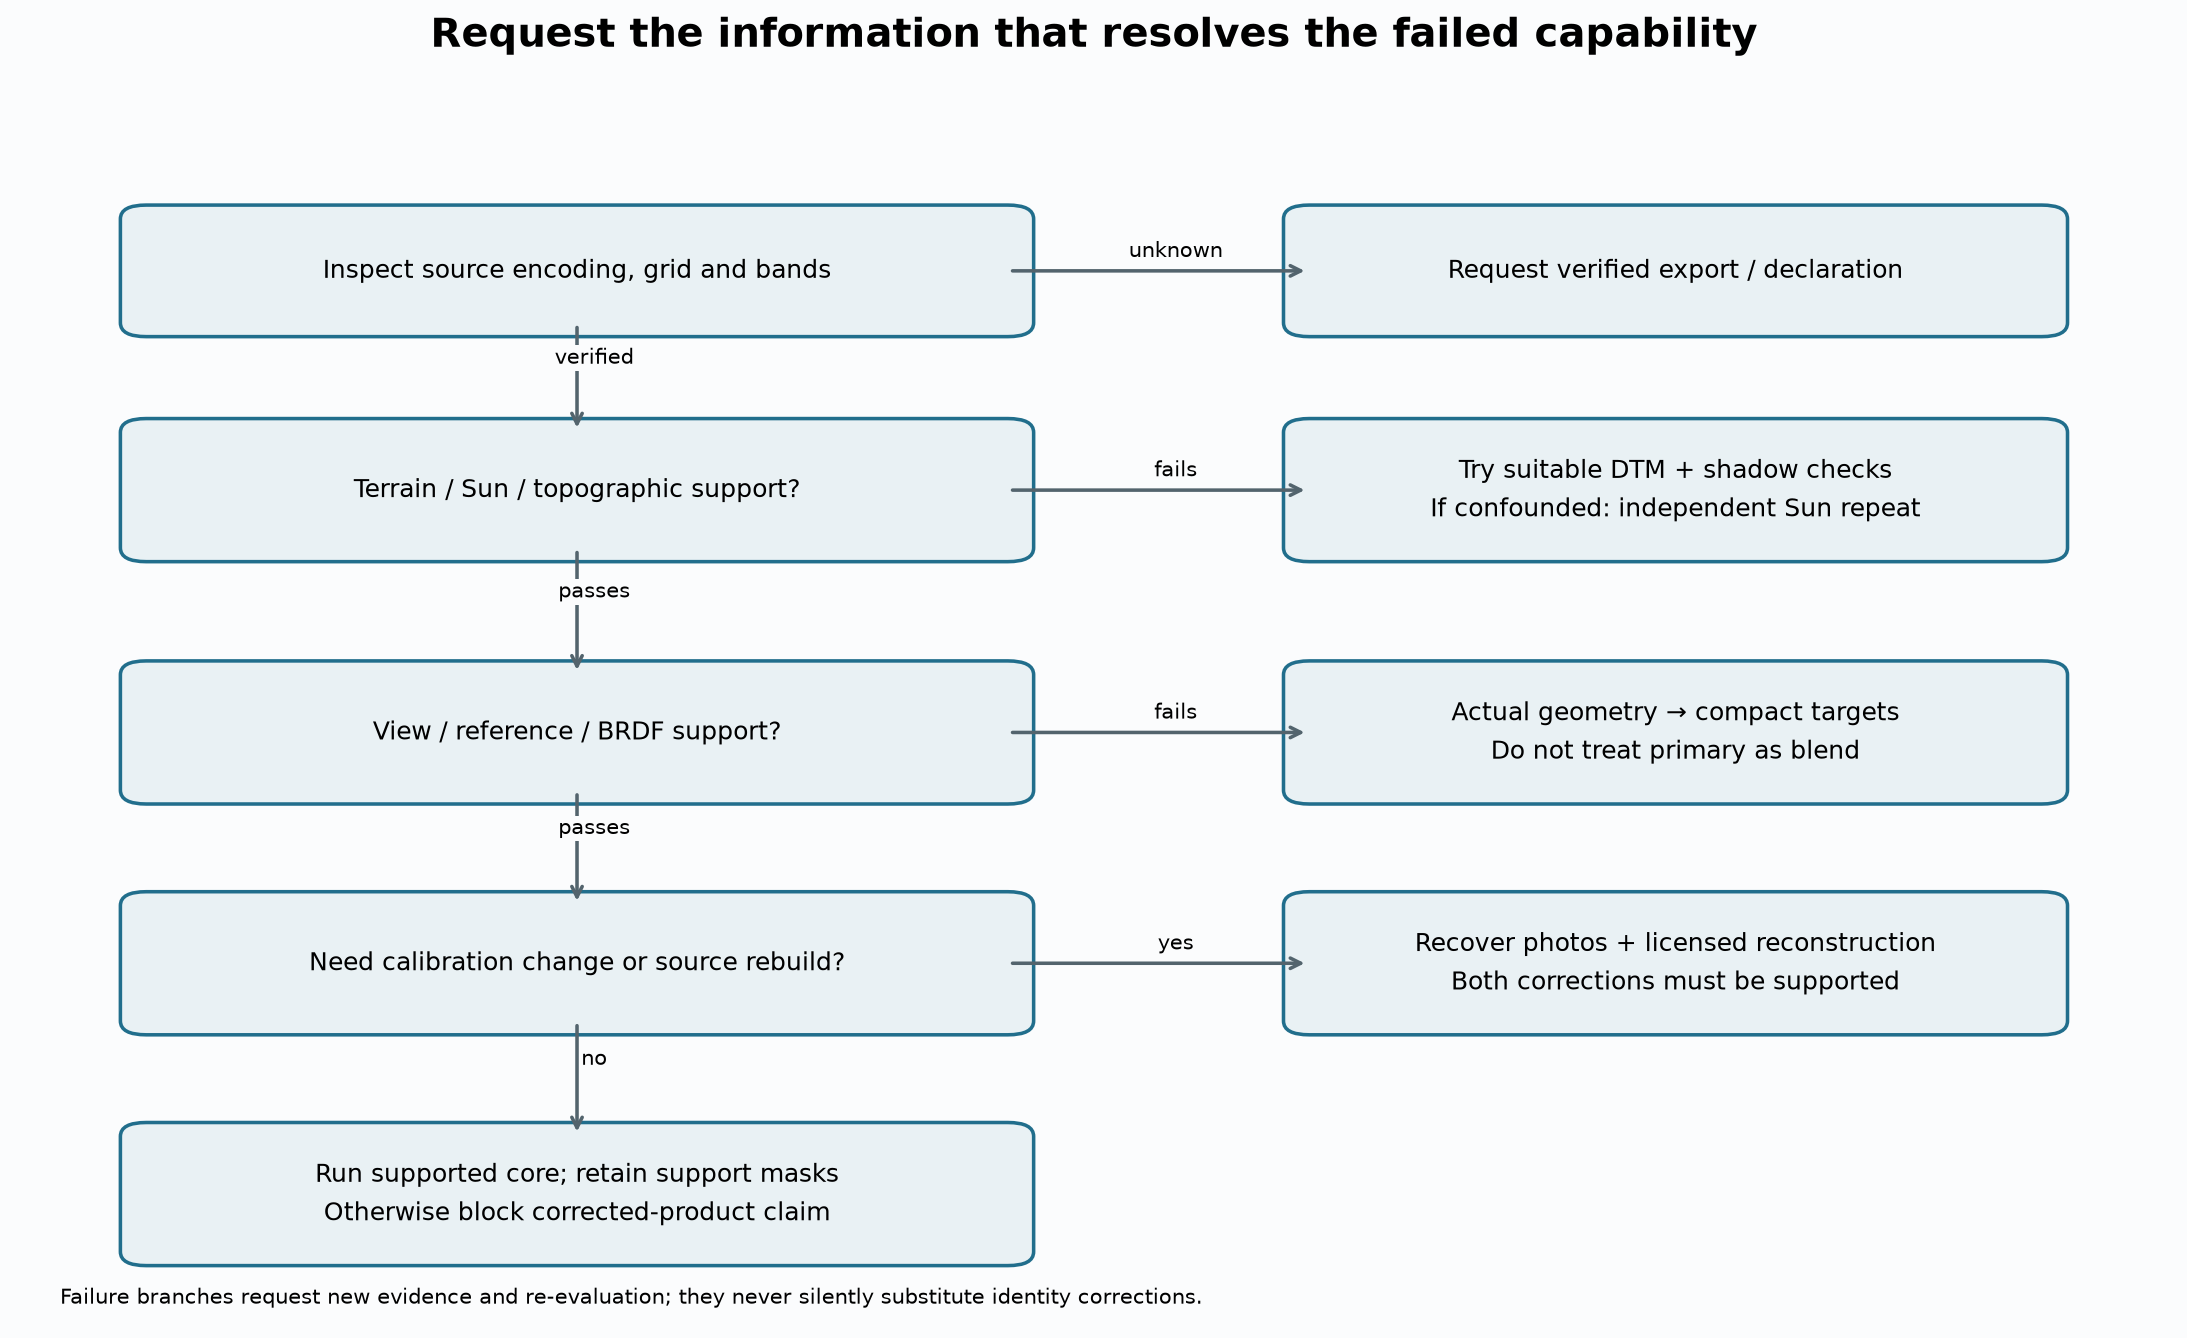 Request the information that resolves the failed capability
Inspect source encoding, grid and bands
unknown
Request verified export / declaration
verified
Terrain / Sun / topographic support?
fails
Try suitable DTM + shadow checks
If confounded: independent Sun repeat
passes
View / reference / BRDF support?
fails
Actual geometry → compact targets
Do not treat primary as blend
passes
Need calibration change or source rebuild?
yes
Recover photos + licensed reconstruction
Both corrections must be supported
no
Run supported core; retain support masks
Otherwise block corrected-product claim
Failure branches request new evidence and re-evaluation; they never silently substitute identity corrections.